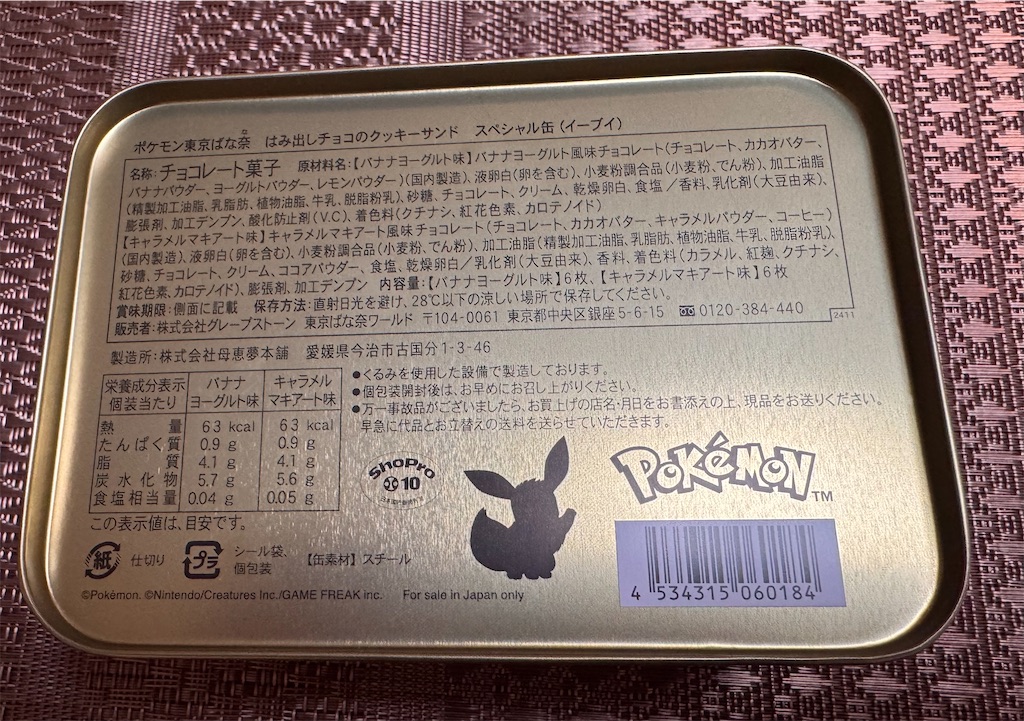 ポケモン東京ばな奈 はみ出しチョコのクッキーサンド スペシャル缶(イーブイ)
名称:チョコレート菓子 原材料名:【バナナヨーグルト味】バナナヨーグルト風味チョコレート(チョコレート、カカオバター、
バナナパウダー、ヨーグルトパウダー、レモンパウダー)(国内製造)、液卵白(卵を含む)、小麦粉調合品(小麦粉、でん粉)、加工油脂
(精製加工油脂、乳脂肪、植物油脂、牛乳、脱脂粉乳)、砂糖、チョコレート、クリーム、乾燥卵白、食塩/香料、乳化剤(大豆由来)、
膨張剤、加工デンプン、酸化防止剤(V.C)、着色料(クチナシ、紅花色素、カロテノイド)
【キャラメルマキアート味】キャラメルマキアート風味チョコレート(チョコレート、カカオバター、キャラメルパウダー、コーヒー)
(国内製造)、液卵白(卵を含む)、小麦粉調合品(小麦粉、でん粉)、加工油脂(精製加工油脂、乳脂肪、植物油脂、牛乳、脱脂粉乳)、
砂糖、チョコレート、クリーム、ココアパウダー、食塩、乾燥卵白/乳化剤(大豆由来)、香料、着色料(カラメル、紅麹、クチナシ、
紅花色素、カロテノイド)、膨張剤、加工デンプン 内容量:【バナナヨーグルト味】6枚、【キャラメルマキアート味】6枚
賞味期限:側面に記載 保存方法:直射日光を避け、28℃以下の涼しい場所で保存してください。
販売者:株式会社グレープストーン 東京ばな奈ワールド 〒104-0061 東京都中央区銀座5-6-15 0120-384-440
2411
製造所:株式会社母恵夢本舗 愛媛県今治市古国分1-3-46
栄養成分表示 個装当たり バナナヨーグルト味 キャラメルマキアート味
熱量 63 kcal 63 kcal
たんぱく質 0.9 g 0.9 g
脂質 4.1 g 4.1 g
炭水化物 5.7 g 5.6 g
食塩相当量 0.04 g 0.05 g
この表示値は、目安です。
●くるみを使用した設備で製造しております。
●個包装開封後は、お早めにお召し上がりください。
●万一事故品がございましたら、お買上げの店名・月日をお書添えの上、現品をお送りください。
早急に代品とお立替えの送料を送らせていただきます。
ShoPro
10
POKéMON TM
紙 仕切り プラ シール袋、個包装 【缶素材】スチール
©Pokémon. ©Nintendo/Creatures Inc./GAME FREAK inc. For sale in Japan only
4 534315 060184